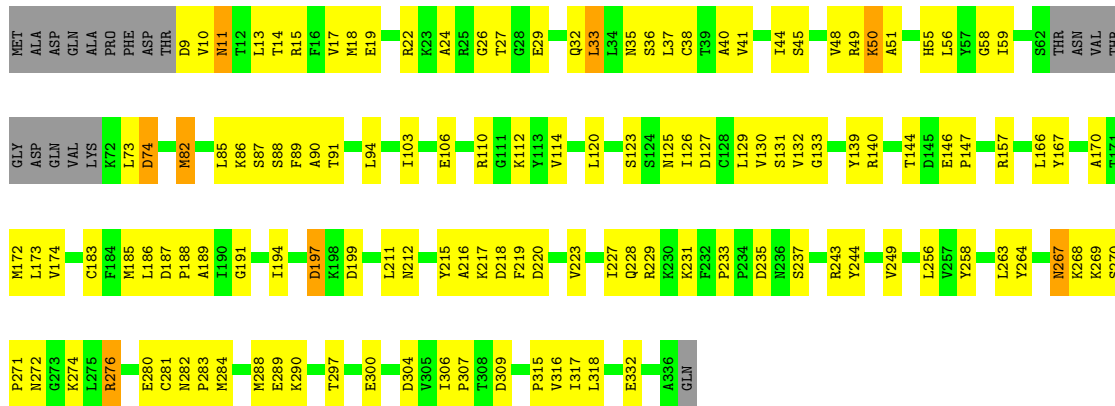 MET ALA ASP GLN ALA PRO PHE ASP THR D9 V10 N11 T12 L13 T14 R15 F16 V17 M18 E19 R22 K23 A24 R25 G26 T27 G28 E29 Q32 L33 L34 N35 S36 L37 C38 T39 A40 V41 I44 S45 V48 R49 K50 A51 H55 L56 Y57 G58 I59 S62 THR ASN VAL THR
GLY ASP GLN VAL LYS K72 L73 D74 M82 L85 K86 S87 S88 F89 A90 T91 L94 I103 E106 R110 G111 K112 Y113 V114 L120 S123 S124 N125 I126 D127 C128 L129 V130 S131 V132 G133 Y139 R140 T144 D145 E146 P147 R157 L166 Y167 A170 T171
M172 L173 V174 C183 F184 M185 L186 D187 P188 A189 I190 G191 I194 D197 K198 D199 L211 N212 Y215 A216 K217 D218 F219 D220 V223 I227 Q228 R229 K230 K231 F232 P233 P234 D235 N236 S237 R243 Y244 V249 L256 V257 Y258 L263 Y264 N267 K268 K269 S270
P271 N272 G273 K274 L275 R276 E280 C281 N282 P283 M284 M288 E289 K290 T297 E300 D304 V305 I306 P307 T308 D309 P315 V316 I317 L318 E332 A336 GLN